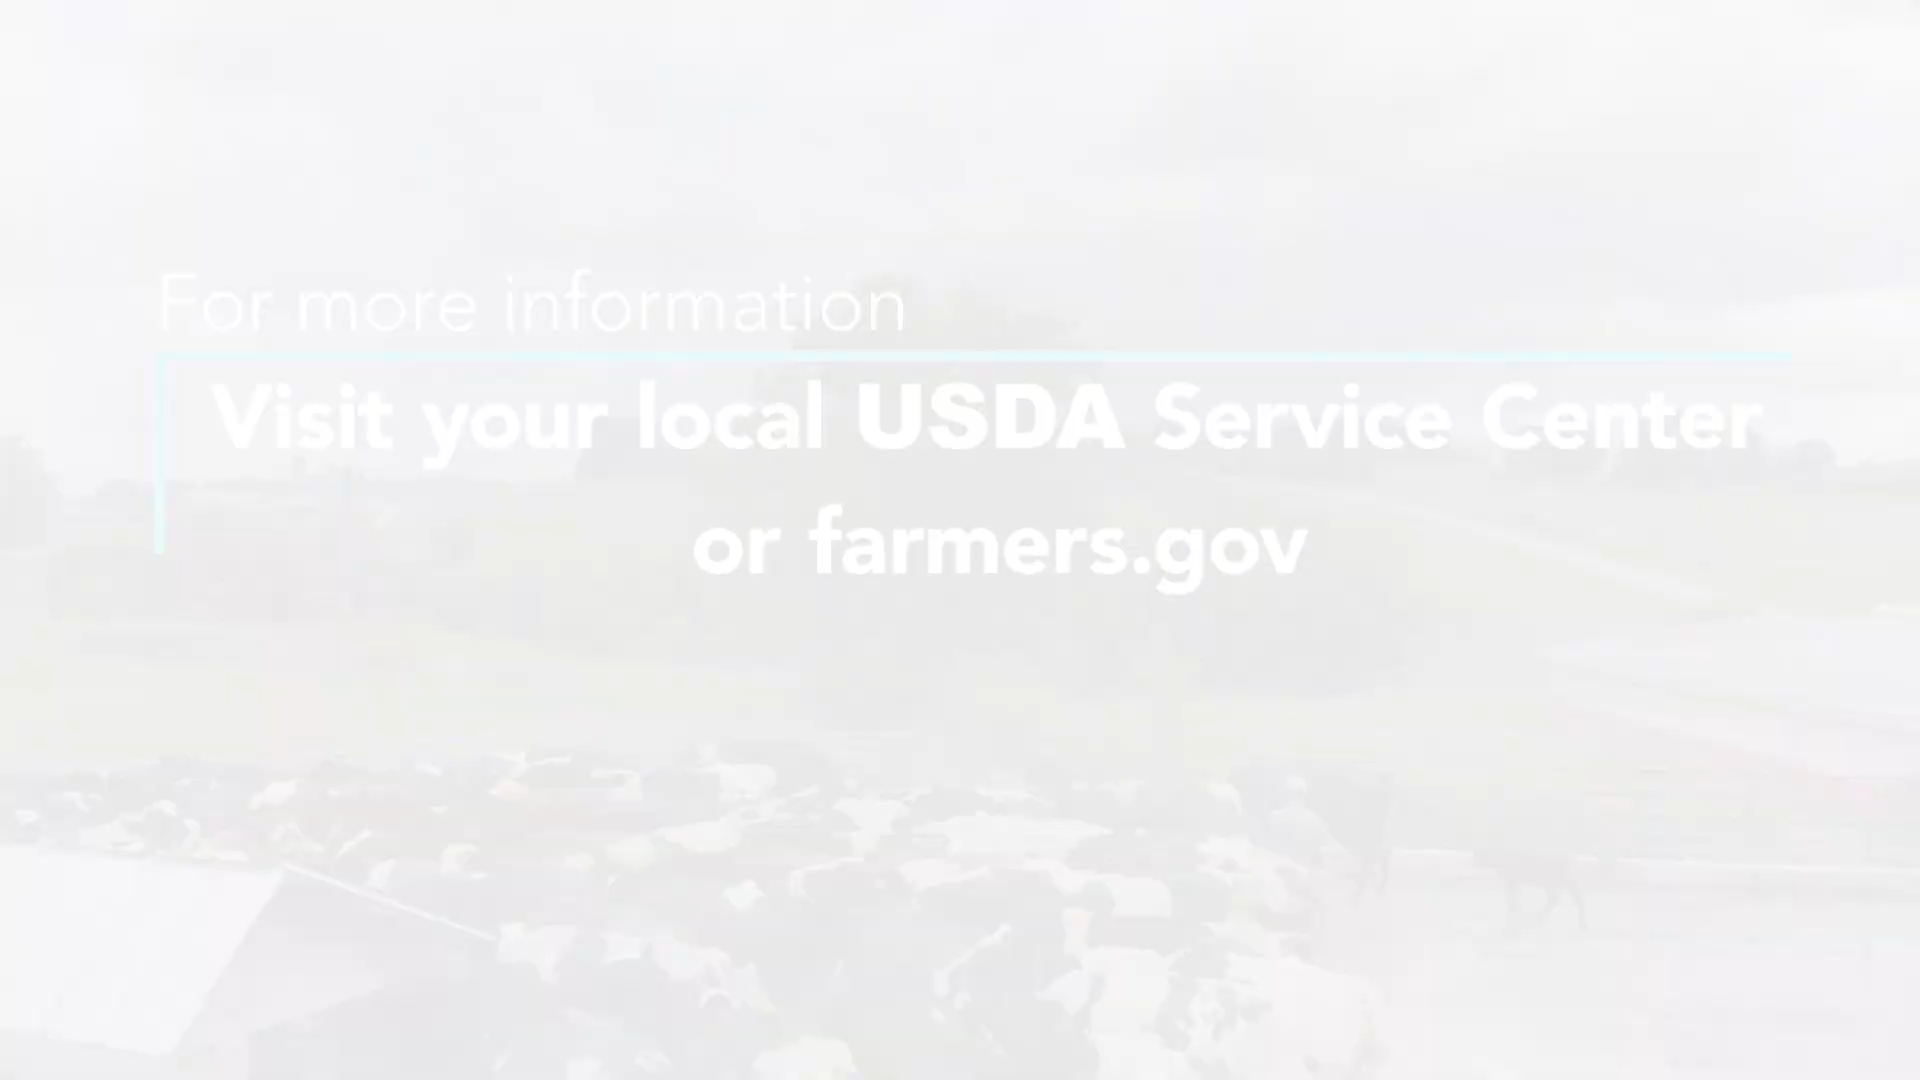 For more information
Visit your local USDA Service Center
or farmers.gov